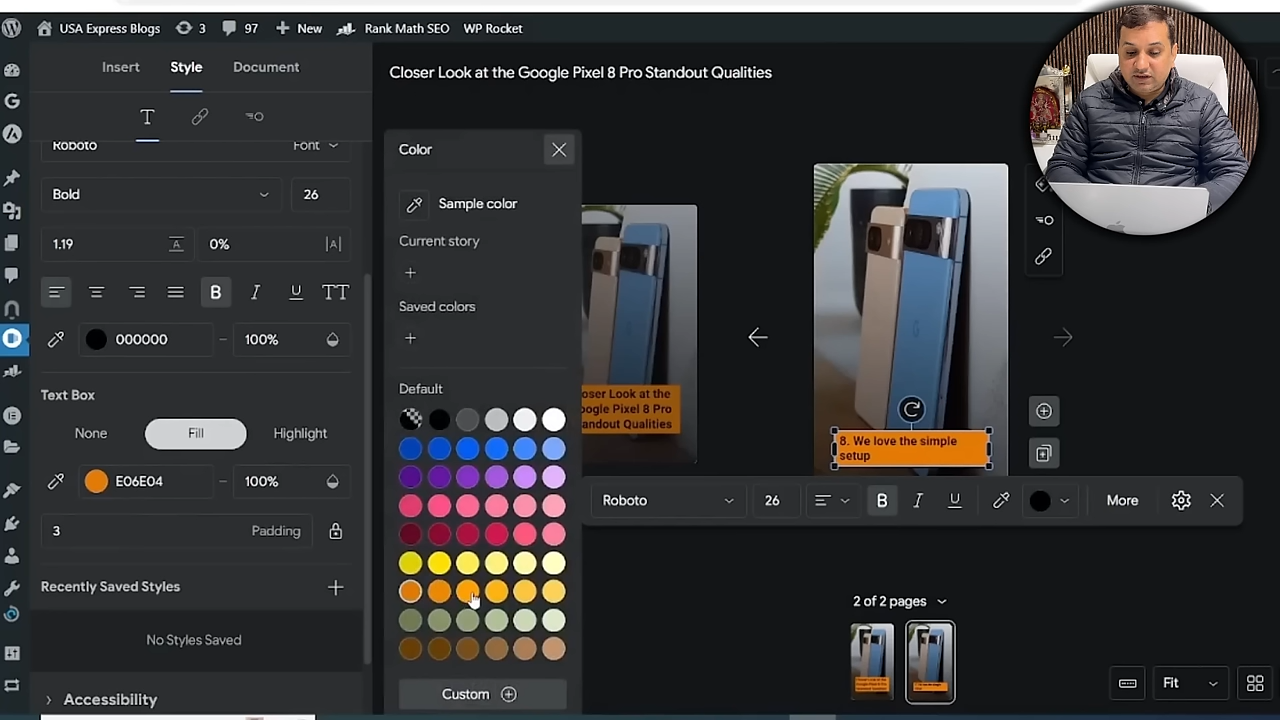 USA Express Blogs
3
97
New
Rank Math SEO
WP Rocket
Insert
Style
Document
Closer Look at the Google Pixel 8 Pro Standout Qualities
T
Roboto
Font
Bold
26
1.19
A
0%
|A|
B
I
U
TT
000000
–
100%
Text Box
None
Fill
Highlight
E06E04
–
100%
3
Padding
Recently Saved Styles
No Styles Saved
Accessibility
Color
Sample color
Current story
Saved colors
Default
Custom
oser Look at the
ogle Pixel 8 Pro
andout Qualities
8. We love the simple
setup
Roboto
26
B
I
U
More
2 of 2 pages
Fit